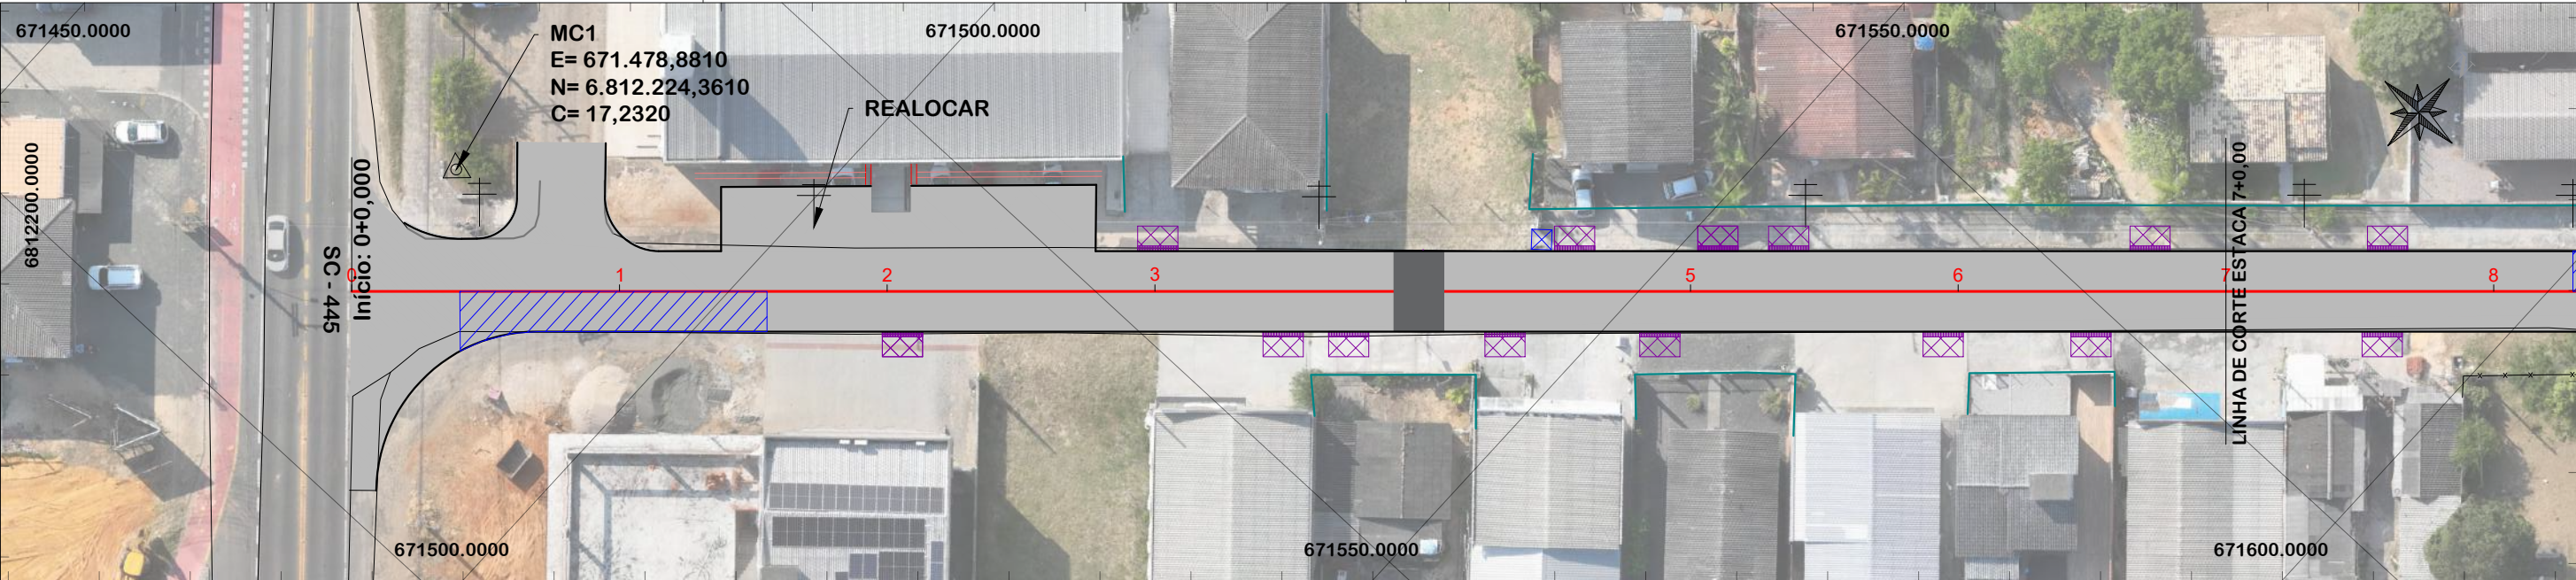 671450.0000
MC1
E= 671.478,8810
N= 6.812.224,3610
C= 17,2320
671500.0000
REALOCAR
671550.0000
6812200.0000
Início: 0+0,000
SC - 445
0
1
2
3
5
6
7
8
LINHA DE CORTE ESTACA 7+0,00
671500.0000
671550.0000
671600.0000